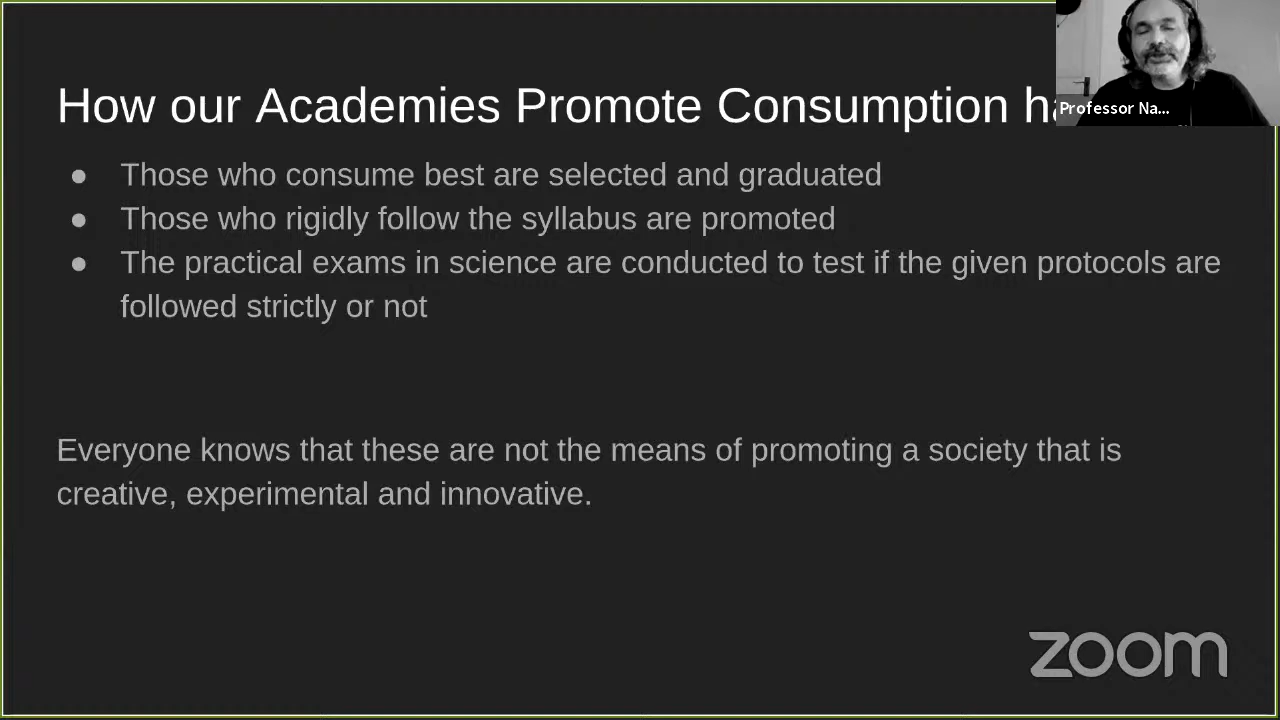 How our Academies Promote Consumption
Professor Na...
● Those who consume best are selected and graduated
● Those who rigidly follow the syllabus are promoted
● The practical exams in science are conducted to test if the given protocols are
followed strictly or not
Everyone knows that these are not the means of promoting a society that is
creative, experimental and innovative.
zoom